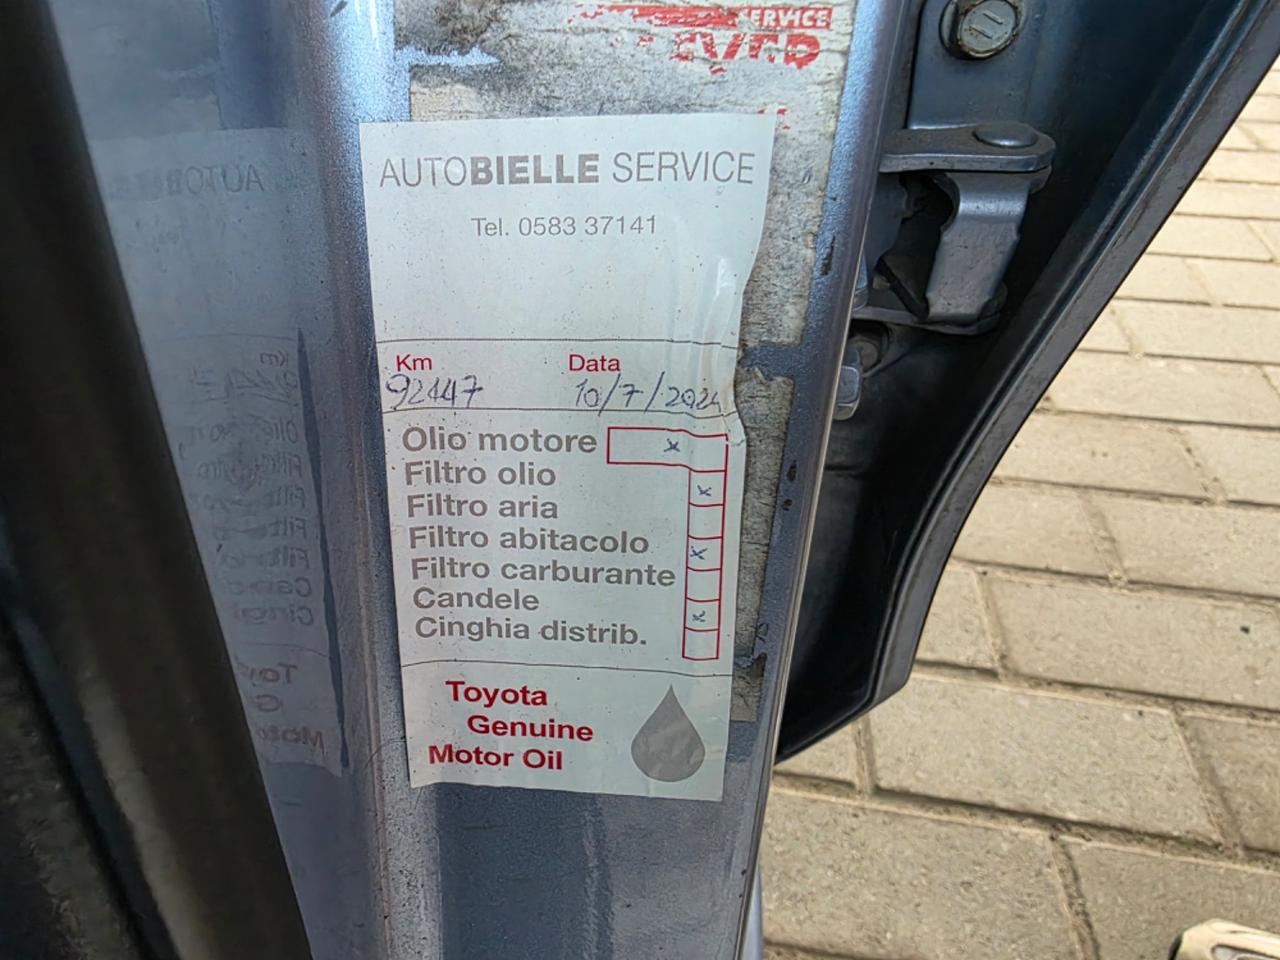 SERVICE
AUTOBIELLE SERVICE
Tel. 0583 37141
Km Data
92447 10/7/2024
Olio motore x
Filtro olio x
Filtro aria
Filtro abitacolo x
Filtro carburante
Candele x
Cinghia distrib.
Toyota
Genuine
Motor Oil